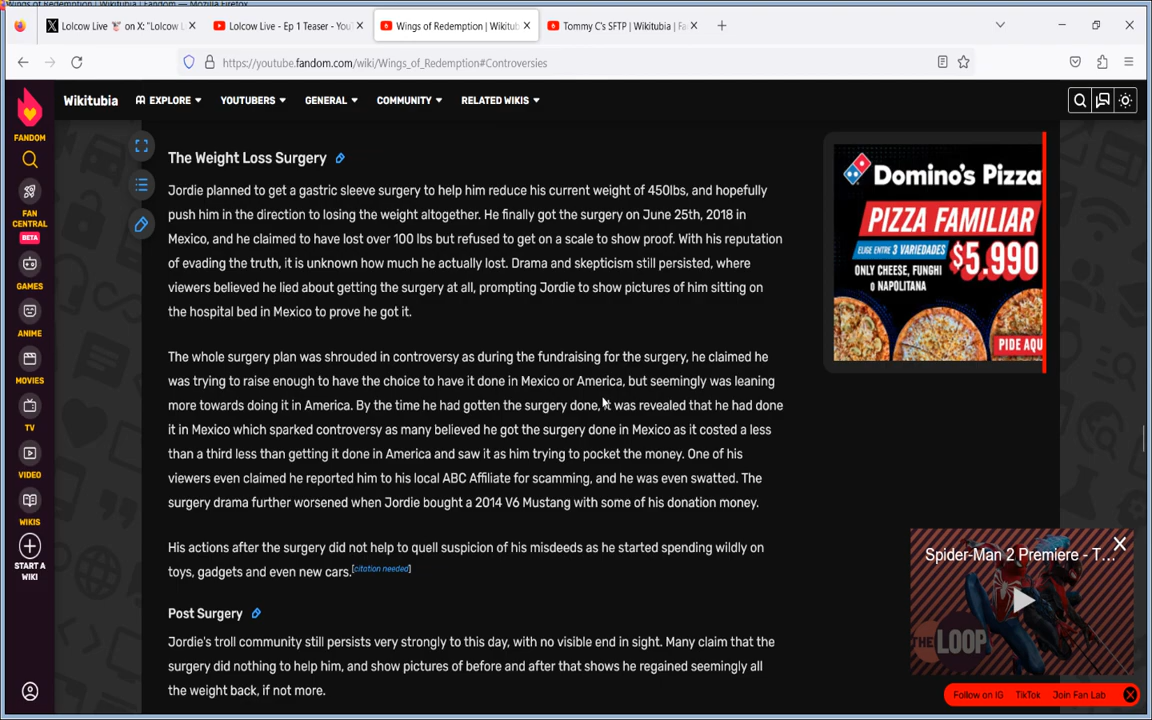 Lolcow Live on X: "Lolcow L
Lolcow Live - Ep 1 Teaser - You
Wings of Redemption | Wikitub
Tommy C's SFTP | Wikitubia | Fa
https://youtube.fandom.com/wiki/Wings_of_Redemption#Controversies
Wikitubia
EXPLORE
YOUTUBERS
GENERAL
COMMUNITY
RELATED WIKIS
FANDOM
FAN CENTRAL
BETA
GAMES
ANIME
MOVIES
TV
VIDEO
WIKIS
START A WIKI
The Weight Loss Surgery
Jordie planned to get a gastric sleeve surgery to help him reduce his current weight of 450lbs, and hopefully
push him in the direction to losing the weight altogether. He finally got the surgery on June 25th, 2018 in
Mexico, and he claimed to have lost over 100 lbs but refused to get on a scale to show proof. With his reputation
of evading the truth, it is unknown how much he actually lost. Drama and skepticism still persisted, where
viewers believed he lied about getting the surgery at all, prompting Jordie to show pictures of him sitting on
the hospital bed in Mexico to prove he got it.
The whole surgery plan was shrouded in controversy as during the fundraising for the surgery, he claimed he
was trying to raise enough to have the choice to have it done in Mexico or America, but seemingly was leaning
more towards doing it in America. By the time he had gotten the surgery done, it was revealed that he had done
it in Mexico which sparked controversy as many believed he got the surgery done in Mexico as it costed a less
than a third less than getting it done in America and saw it as him trying to pocket the money. One of his
viewers even claimed he reported him to his local ABC Affiliate for scamming, and he was even swatted. The
surgery drama further worsened when Jordie bought a 2014 V6 Mustang with some of his donation money.
His actions after the surgery did not help to quell suspicion of his misdeeds as he started spending wildly on
toys, gadgets and even new cars.[citation needed]
Post Surgery
Jordie's troll community still persists very strongly to this day, with no visible end in sight. Many claim that the
surgery did nothing to help him, and show pictures of before and after that shows he regained seemingly all
the weight back, if not more.
Domino's Pizza
PIZZA FAMILIAR
ELIGE ENTRE 3 VARIEDADES
ONLY CHEESE, FUNGHI
O NAPOLITANA
$5.990
PIDE AQU
Spider-Man 2 Premiere - T...
THE LOOP
Follow on IG
TikTok
Join Fan Lab